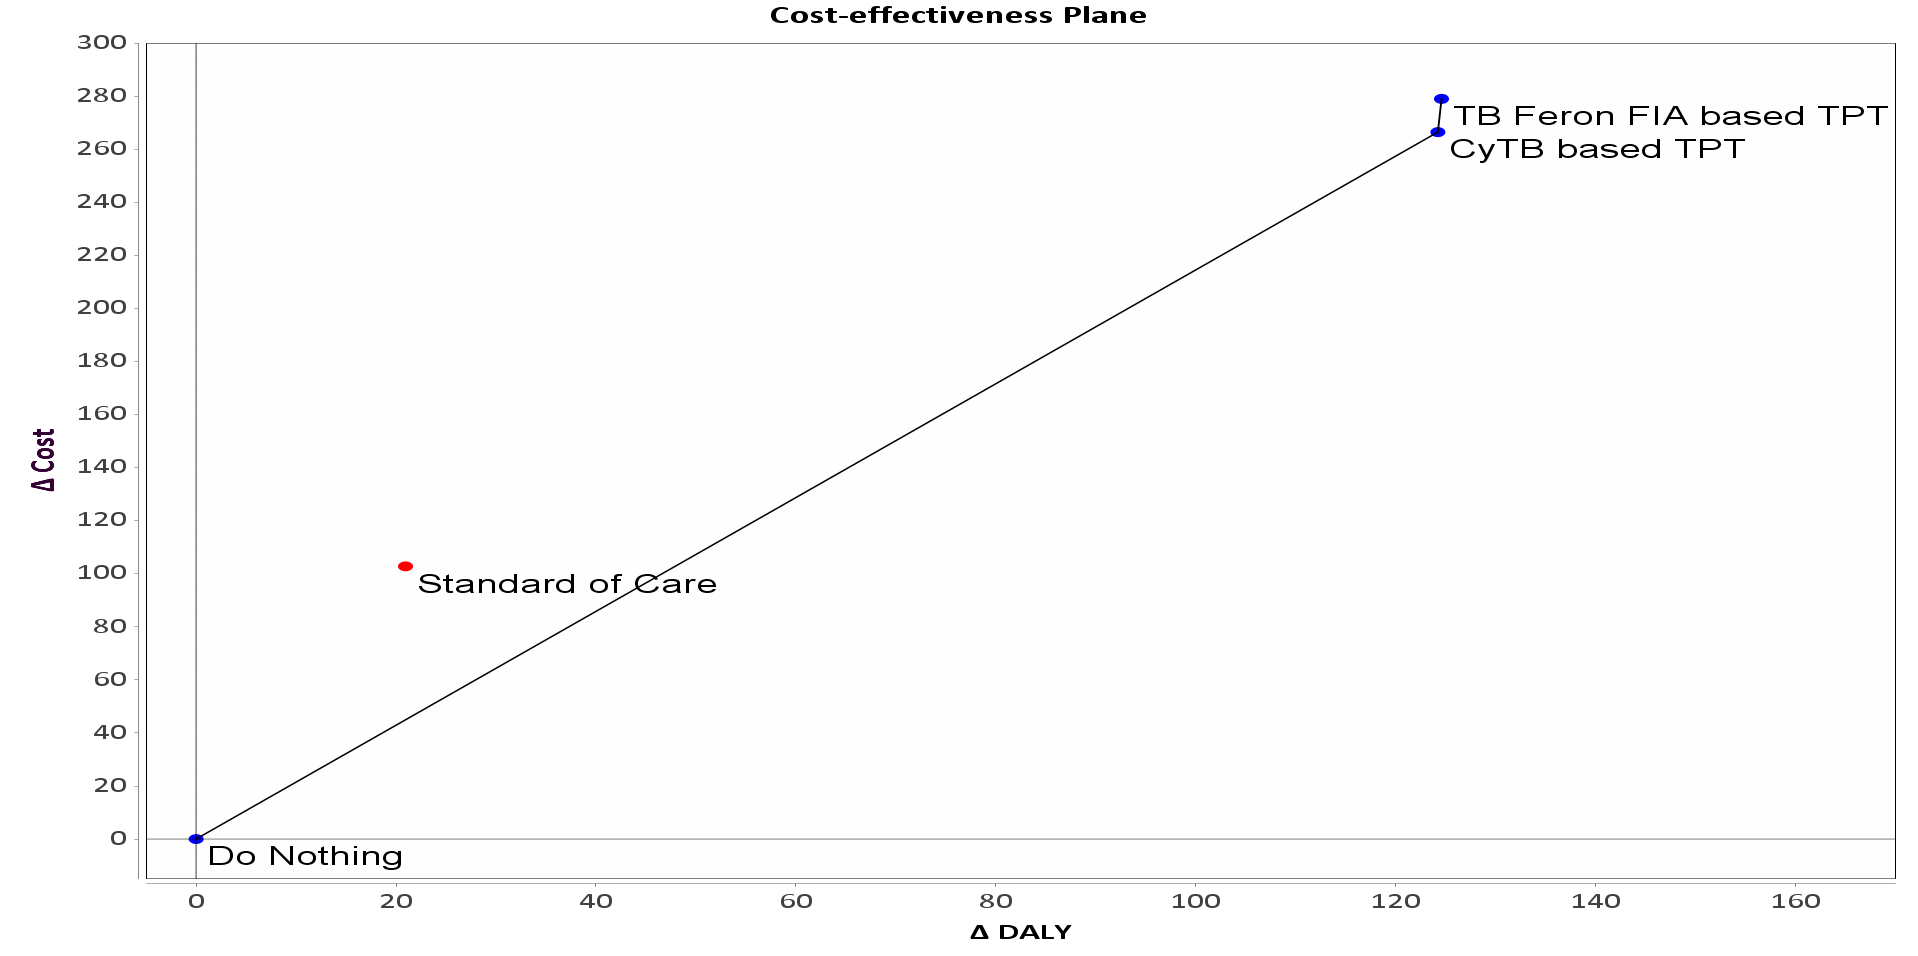 Cost-effectiveness Plane
300
280
TB Feron FIA based TPT
260
CyTB based TPT
240
220
200
180
160
Δ Cost
140
120
100
Standard of Care
80
60
40
20
0
Do Nothing
0 20 40 60 80 100 120 140 160
Δ DALY